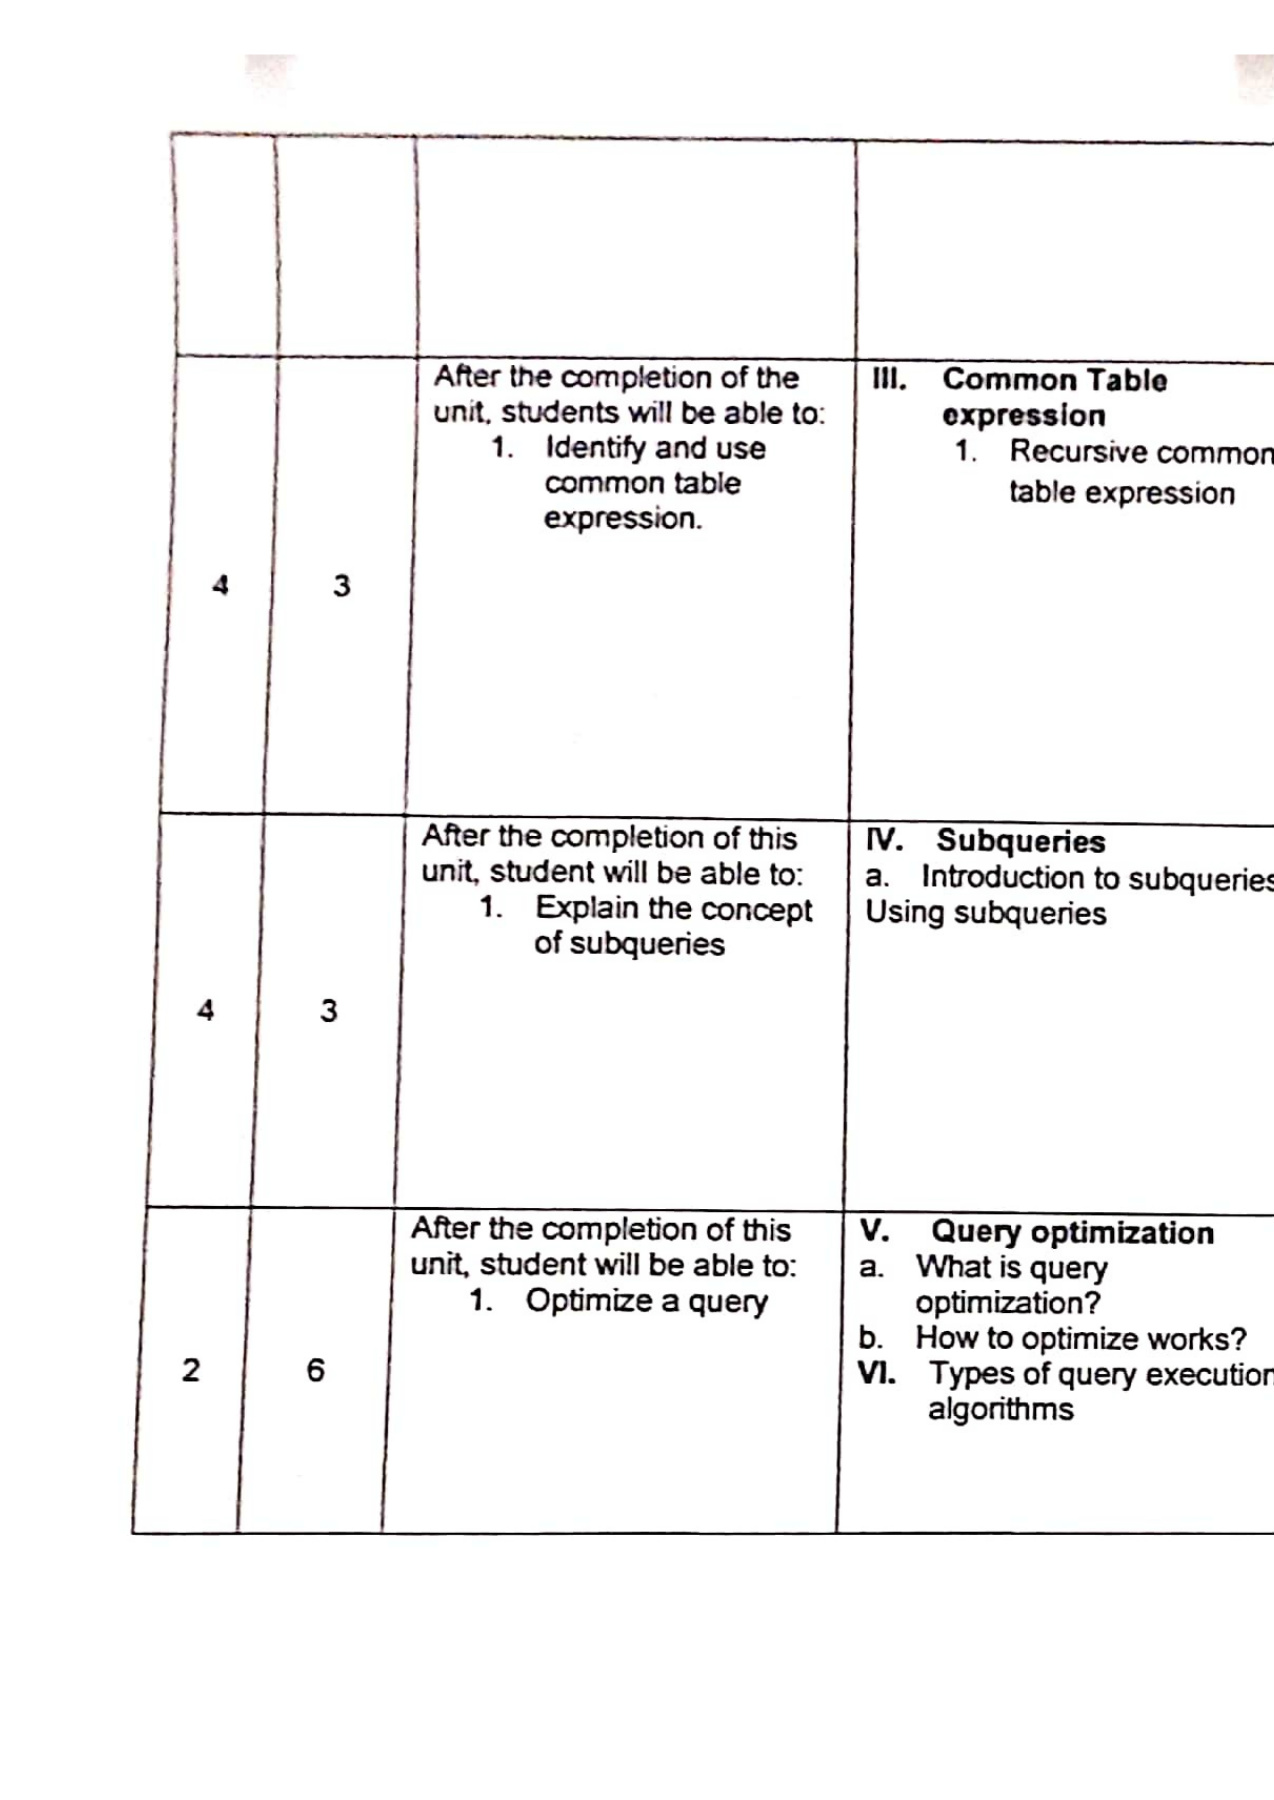 After the completion of the
unit, students will be able to:
1. Identify and use
common table
expression.
III. Common Table
expression
1. Recursive common
table expression
4
3
After the completion of this
unit, student will be able to:
1. Explain the concept
of subqueries
IV. Subqueries
a. Introduction to subqueries
Using subqueries
4
3
After the completion of this
unit, student will be able to:
1. Optimize a query
V. Query optimization
a. What is query
optimization?
b. How to optimize works?
VI. Types of query execution
algorithms
2
6